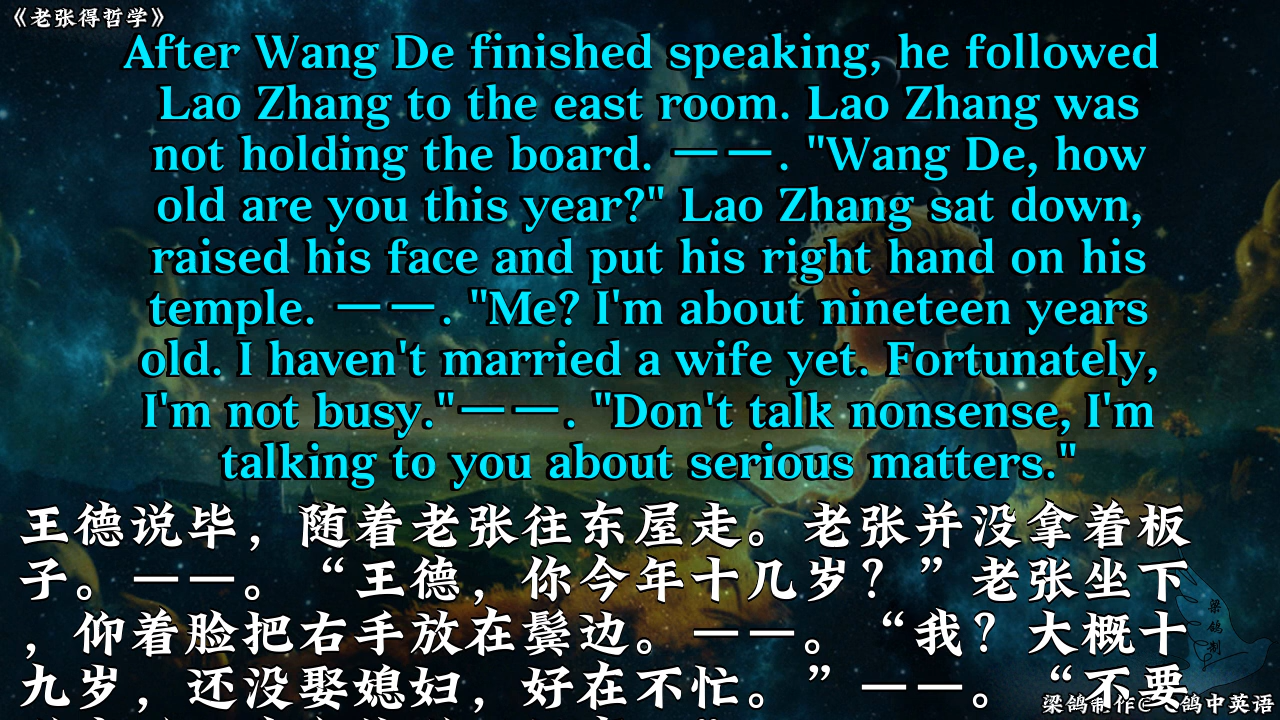 《老张得哲学》
After Wang De finished speaking, he followed
Lao Zhang to the east room. Lao Zhang was
not holding the board. ——. "Wang De, how
old are you this year?" Lao Zhang sat down,
raised his face and put his right hand on his
temple. ——. "Me? I'm about nineteen years
old. I haven't married a wife yet. Fortunately,
I'm not busy."——. "Don't talk nonsense, I'm
talking to you about serious matters."
王德说毕，随着老张往东屋走。老张并没拿着板
子。——。“王德，你今年十几岁？”老张坐下
，仰着脸把右手放在鬓边。——。“我？大概十
九岁，还没娶媳妇，好在不忙。”——。“不要
梁鸽制
梁鸽制作© 鸽中英语